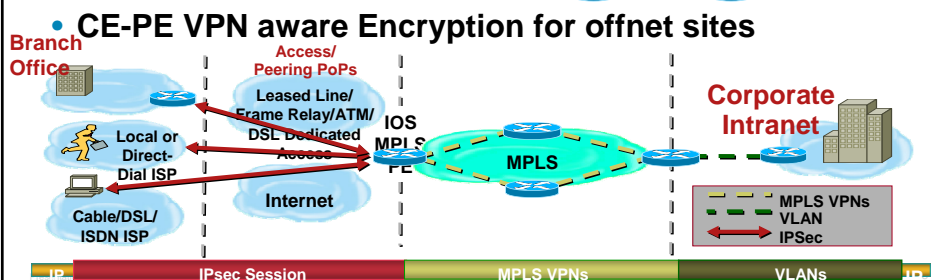 • CE-PE VPN aware Encryption for offnet sites
Branch
Office
Access/
Peering PoPs
Leased Line/
Frame Relay/ATM/
DSL Dedicated
Access
Internet
Local or
Direct-
Dial ISP
Cable/DSL/
ISDN ISP
IOS
MPLS
PE
MPLS
Corporate
Intranet
MPLS VPNs
VLAN
IPSec
IP
IPsec Session
MPLS VPNs
VLANs
IP